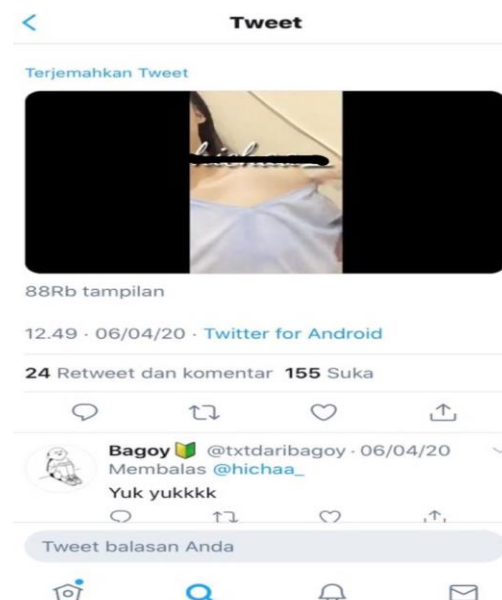 Tweet
Terjemahkan Tweet
88Rb tampilan
12.49 · 06/04/20 · Twitter for Android
24 Retweet dan komentar 155 Suka
Bagoy @txtdaribagoy · 06/04/20
Membalas @hichaa_
Yuk yukkkk
Tweet balasan Anda